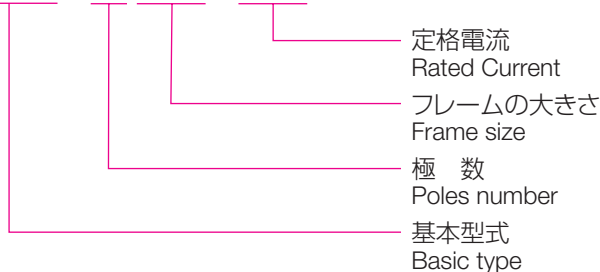 定格電流
Rated Current
フレームの大きさ
Frame size
極　数
Poles number
基本型式
Basic type